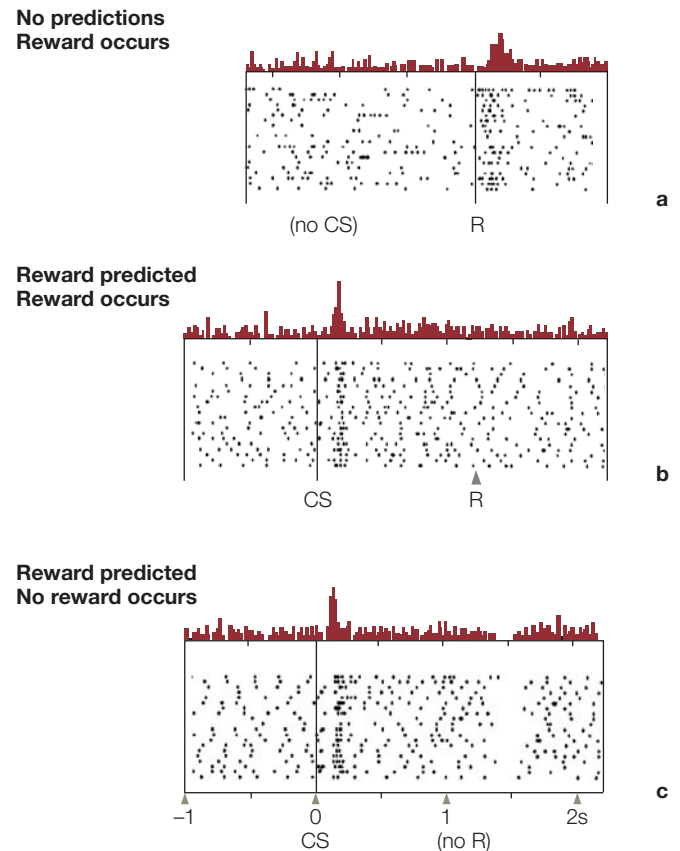 No predictions
Reward occurs
(no CS) R
a
Reward predicted
Reward occurs
CS R
b
Reward predicted
No reward occurs
c
–1 0 1 2s
CS (no R)